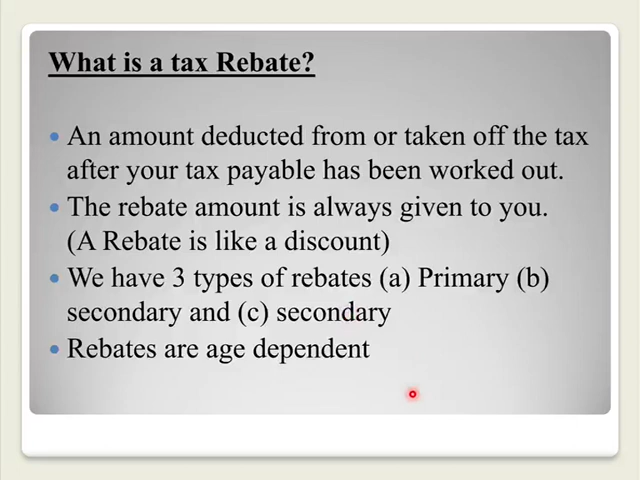 What is a tax Rebate?
An amount deducted from or taken off the tax
after your tax payable has been worked out.
The rebate amount is always given to you.
(A Rebate is like a discount)
We have 3 types of rebates (a) Primary (b)
secondary and (c) secondary
Rebates are age dependent